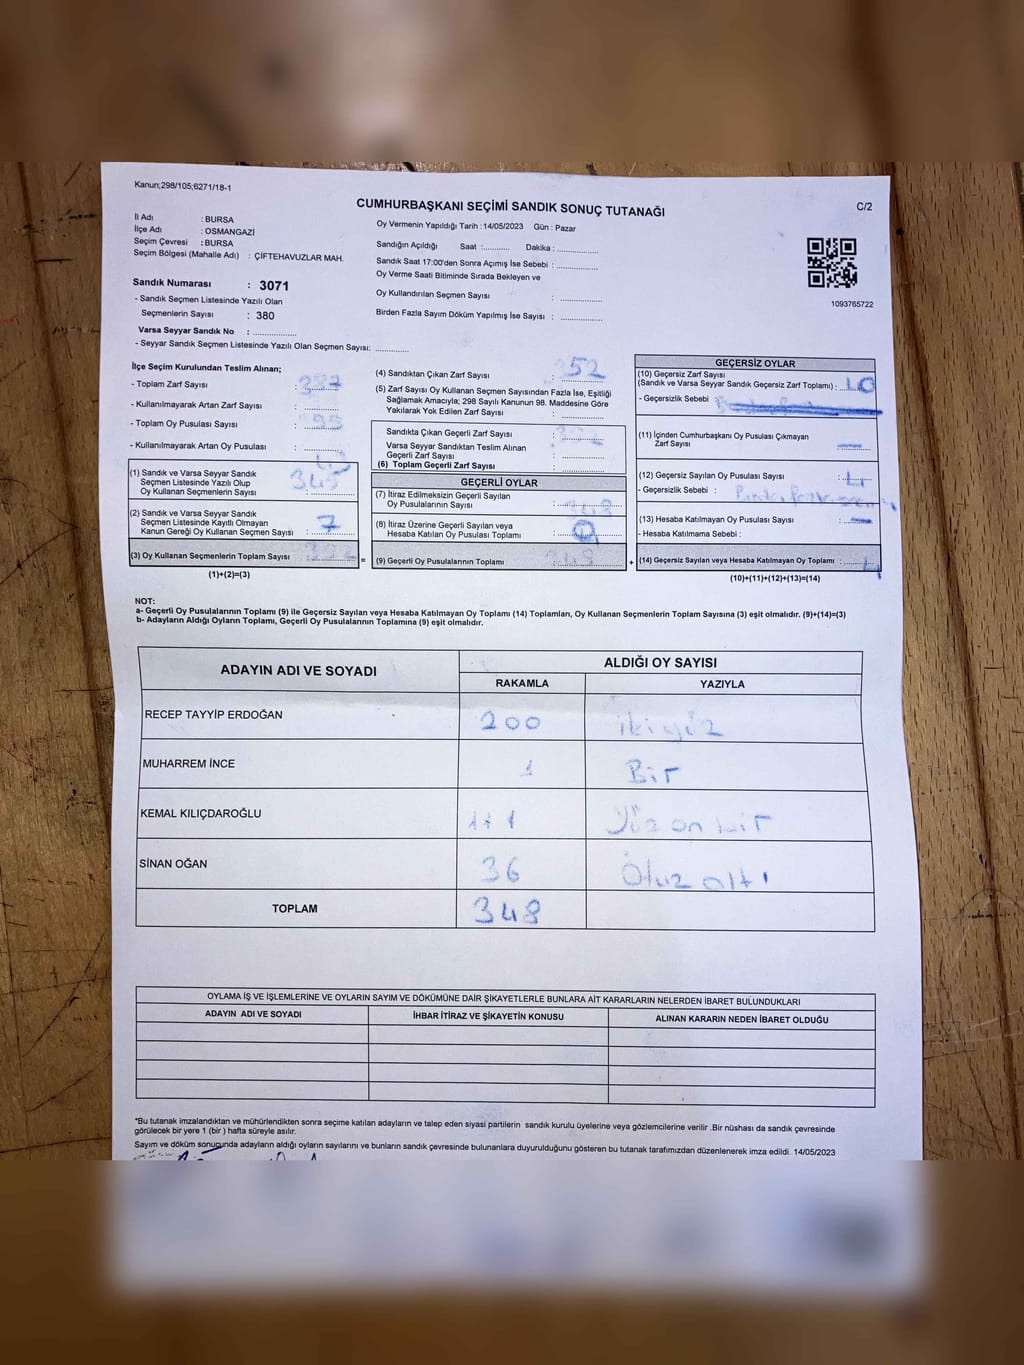 Kanun;298/105;6271/18-1
CUMHURBAŞKANI SEÇİMİ SANDIK SONUÇ TUTANAĞI
C/2
İl Adı : BURSA
İlçe Adı : OSMANGAZİ
Seçim Çevresi : BURSA
Seçim Bölgesi (Mahalle Adı) : ÇİFTEHAVUZLAR MAH.
Sandık Numarası : 3071
- Sandık Seçmen Listesinde Yazılı Olan
Seçmenlerin Sayısı : 380
Varsa Seyyar Sandık No : ..............
- Seyyar Sandık Seçmen Listesinde Yazılı Olan Seçmen Sayısı: ...........
Oy Vermenin Yapıldığı Tarih :14/05/2023 Gün : Pazar
Sandığın Açıldığı Saat :......... Dakika : ..............
Sandık Saat 17:00'den Sonra Açımış İse Sebebi : ..............
Oy Verme Saati Bitiminde Sırada Bekleyen ve
Oy Kullandırılan Seçmen Sayısı : ..............
Birden Fazla Sayım Döküm Yapılmış İse Sayısı : ..............
1093765722
İlçe Seçim Kurulundan Teslim Alınan;
- Toplam Zarf Sayısı :
- Kullanılmayarak Artan Zarf Sayısı : ...........
- Toplam Oy Pusulası Sayısı :
- Kullanılmayarak Artan Oy Pusulası :
(1) Sandık ve Varsa Seyyar Sandık
Seçmen Listesinde Yazılı Olup
Oy Kullanan Seçmenlerin Sayısı : 345
(2) Sandık ve Varsa Seyyar Sandık
Seçmen Listesinde Kayıtlı Olmayan
Kanun Gereği Oy Kullanan Seçmen Sayısı : 7
(3) Oy Kullanan Seçmenlerin Toplam Sayısı :
(1)+(2)=(3)
(4) Sandıktan Çıkan Zarf Sayısı : 352
(5) Zarf Sayısı Oy Kullanan Seçmen Sayısından Fazla İse, Eşitliği
Sağlamak Amacıyla; 298 Sayılı Kanunun 98. Maddesine Göre
Yakılarak Yok Edilen Zarf Sayısı : ...........
Sandıkta Çıkan Geçerli Zarf Sayısı :
Varsa Seyyar Sandıktan Teslim Alınan
Geçerli Zarf Sayısı : ...........
(6) Toplam Geçerli Zarf Sayısı : ...........
GEÇERLİ OYLAR
(7) İtiraz Edilmeksizin Geçerli Sayılan
Oy Pusulalarının Sayısı : 348
(8) İtiraz Üzerine Geçerli Sayılan veya
Hesaba Katılan Oy Pusulası Toplamı :
(9) Geçerli Oy Pusulalarının Toplamı : 348
GEÇERSİZ OYLAR
(10) Geçersiz Zarf Sayısı
(Sandık ve Varsa Seyyar Sandık Geçersiz Zarf Toplamı) :
- Geçersizlik Sebebi :
(11) İçinden Cumhurbaşkanı Oy Pusulası Çıkmayan
Zarf Sayısı : —
(12) Geçersiz Sayılan Oy Pusulası Sayısı : 4
- Geçersizlik Sebebi :
(13) Hesaba Katılmayan Oy Pusulası Sayısı : —
- Hesaba Katılmama Sebebi :
(14) Geçersiz Sayılan veya Hesaba Katılmayan Oy Toplamı : 4
(10)+(11)+(12)+(13)=(14)
NOT:
a- Geçerli Oy Pusulalarının Toplamı (9) ile Geçersiz Sayılan veya Hesaba Katılmayan Oy Toplamı (14) Toplamları, Oy Kullanan Seçmenlerin Toplam Sayısına (3) eşit olmalıdır. (9)+(14)=(3)
b- Adayların Aldığı Oyların Toplamı, Geçerli Oy Pusulalarının Toplamına (9) eşit olmalıdır.
ADAYIN ADI VE SOYADI
ALDIĞI OY SAYISI
RAKAMLA YAZIYLA
RECEP TAYYİP ERDOĞAN 200 ikiyüz
MUHARREM İNCE 1 Bir
KEMAL KILIÇDAROĞLU 111 Yüz on bir
SİNAN OĞAN 36 Otuz altı
TOPLAM 348
OYLAMA İŞ VE İŞLEMLERİNE VE OYLARIN SAYIM VE DÖKÜMÜNE DAİR ŞİKAYETLERLE BUNLARA AİT KARARLARIN NELERDEN İBARET BULUNDUKLARI
ADAYIN ADI VE SOYADI İHBAR İTİRAZ VE ŞİKAYETİN KONUSU ALINAN KARARIN NEDEN İBARET OLDUĞU
*Bu tutanak imzalandıktan ve mühürlendikten sonra seçime katılan adayların ve talep eden siyasi partilerin sandık kurulu üyelerine veya gözlemcilerine verilir .Bir nüshası da sandık çevresinde
görülecek bir yere 1 (bir ) hafta süreyle asılır.
Sayım ve döküm sonuçunda adayların aldığı oyların sayılarını ve bunların sandık çevresinde bulunanlara duyurulduğunu gösteren bu tutanak tarafımızdan düzenlenerek imza edildi. 14/05/2023